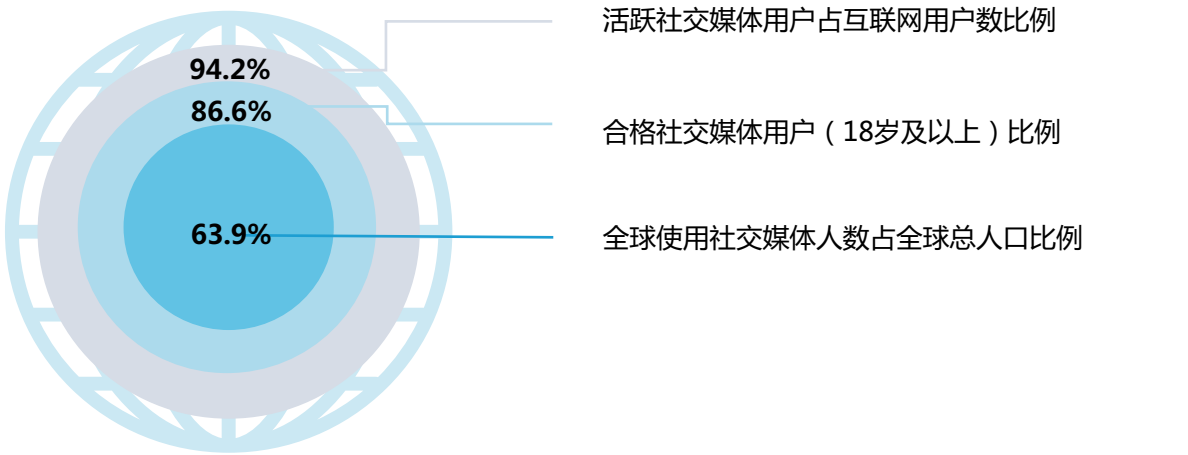 活跃社交媒体用户占互联网用户数比例
94.2%
86.6%
合格社交媒体用户（18岁及以上）比例
63.9%
全球使用社交媒体人数占全球总人口比例